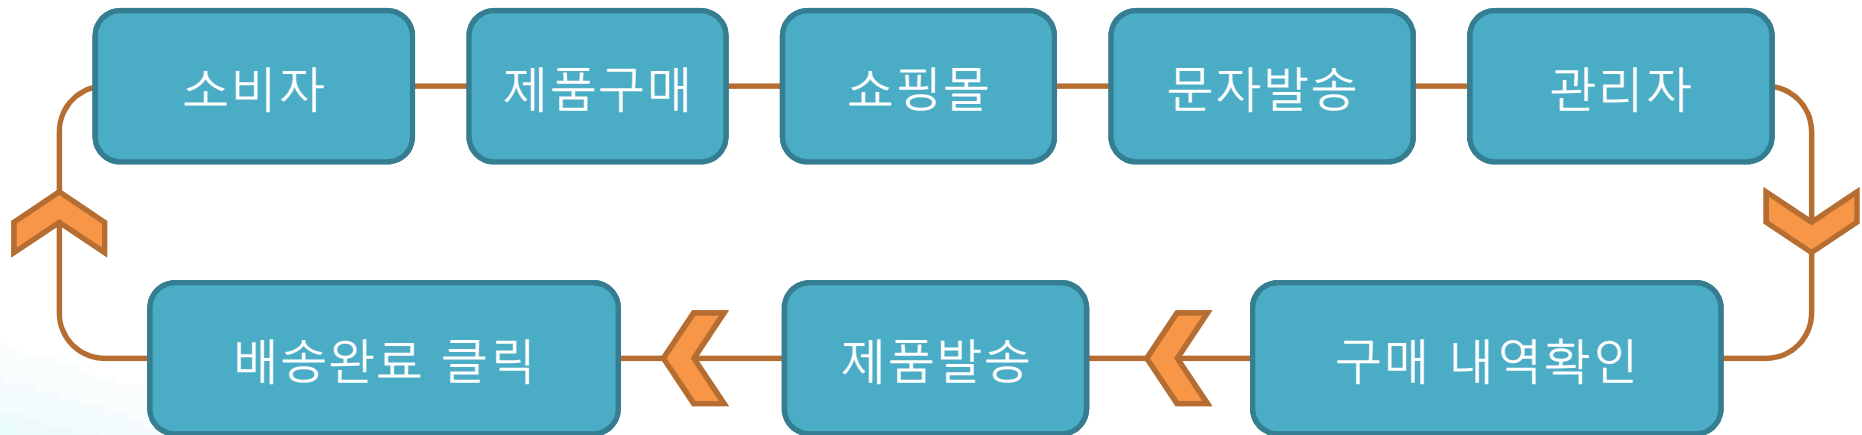 소비자
제품구매
쇼핑몰
문자발송
관리자
구매 내역확인
제품발송
배송완료 클릭